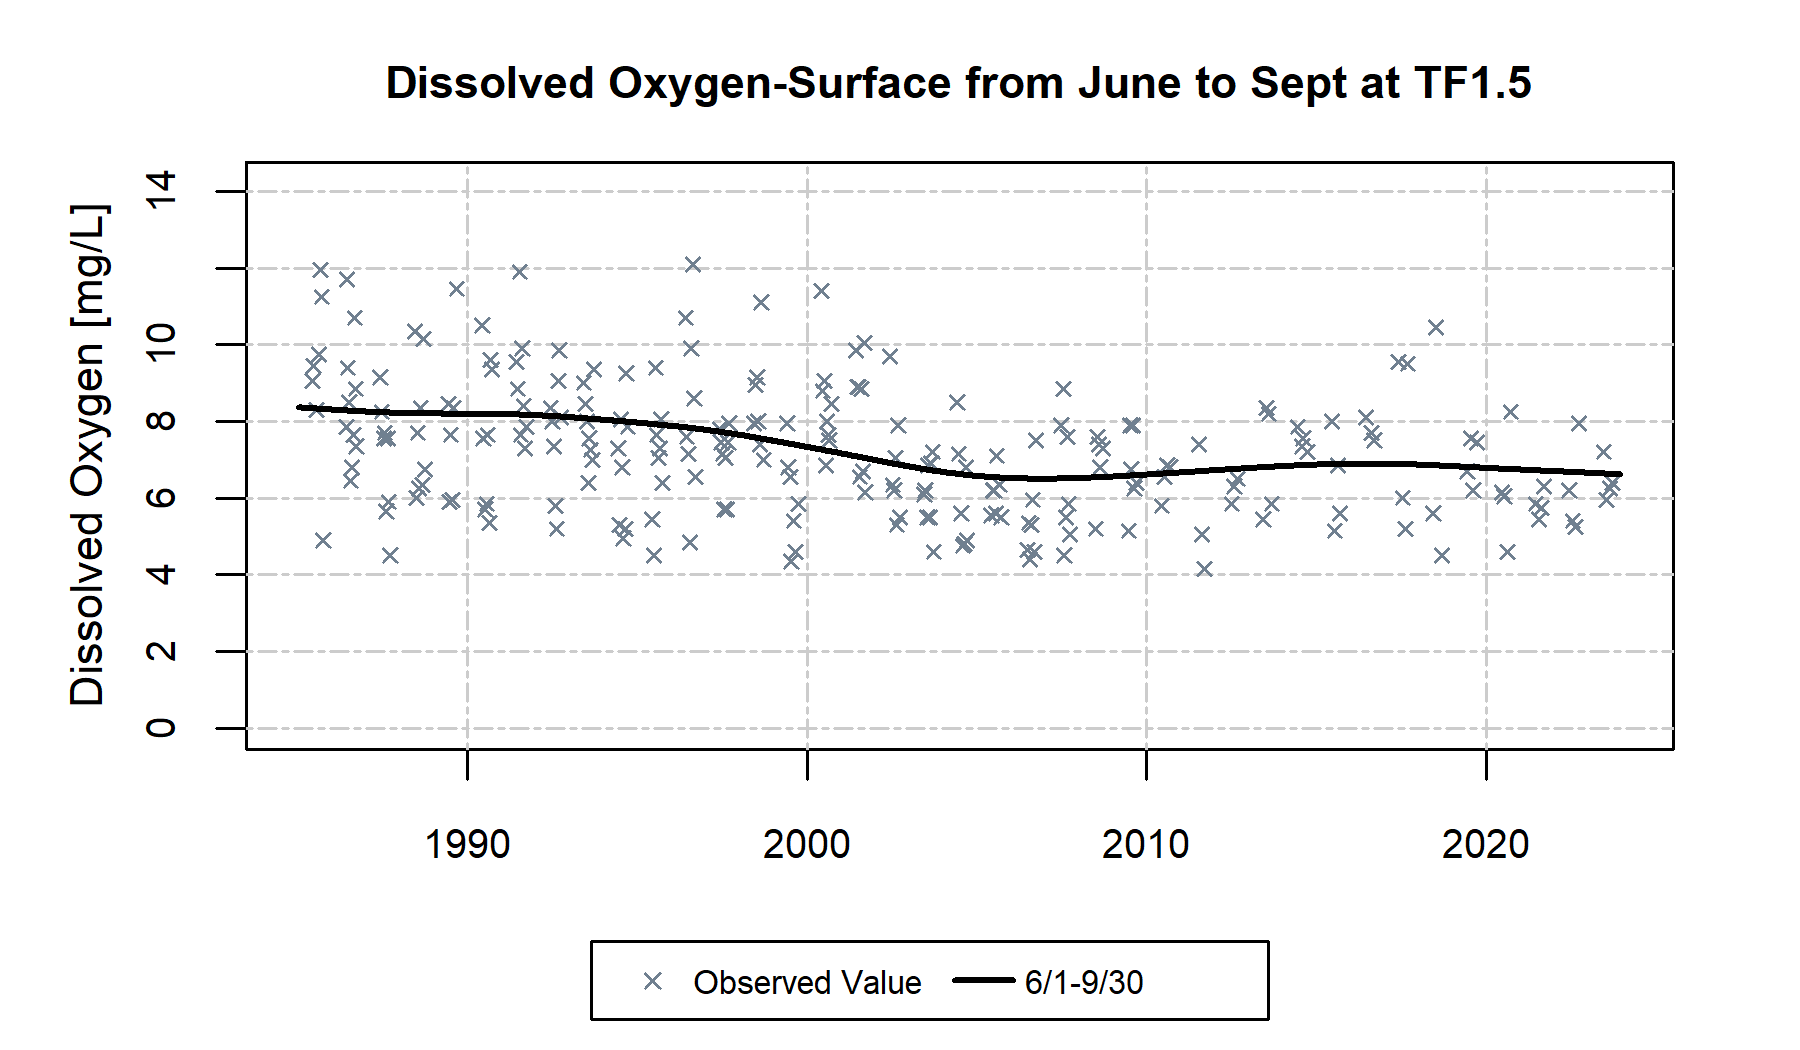 Dissolved Oxygen-Surface from June to Sept at TF1.5
Dissolved Oxygen [mg/L]
14
10
8
6
4
2
0
1990 2000 2010 2020
Observed Value 6/1-9/30